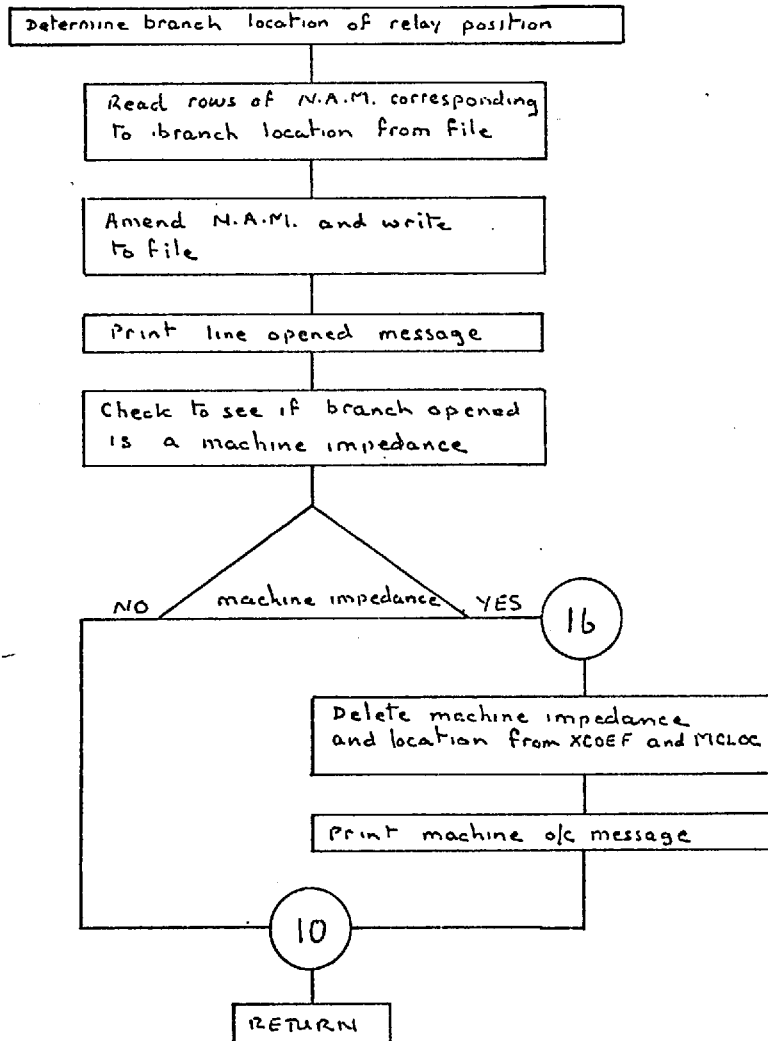 Determine branch location of relay position
Read rows of N.A.M. corresponding
to branch location from file
Amend N.A.M. and write
to file
Print line opened message
Check to see if branch opened
is a machine impedance
NO machine impedance YES
16
Delete machine impedance
and location from XCOEF and MCLOC
Print machine o/c message
10
RETURN